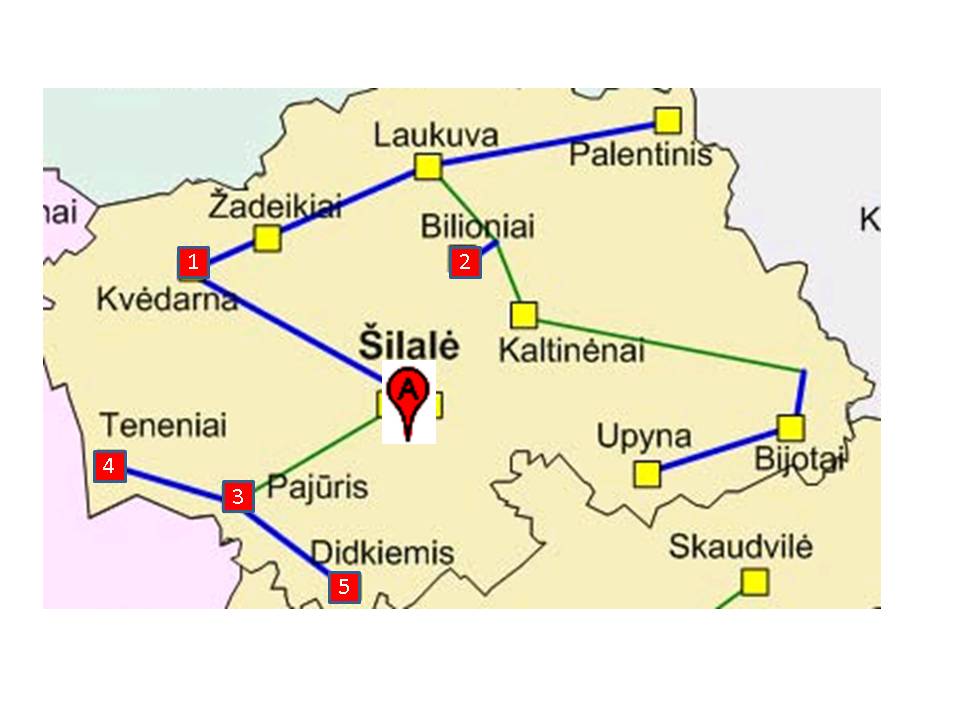 Laukuva
Palentinis
Žadeikiai
nai
K
Bilioniai
1
2
Kvėdarna
Šilalė
Kaltinėnai
A
Teneniai
Upyna
Bijotai
4
3
Pajūris
Didkiemis
Skaudvilė
5